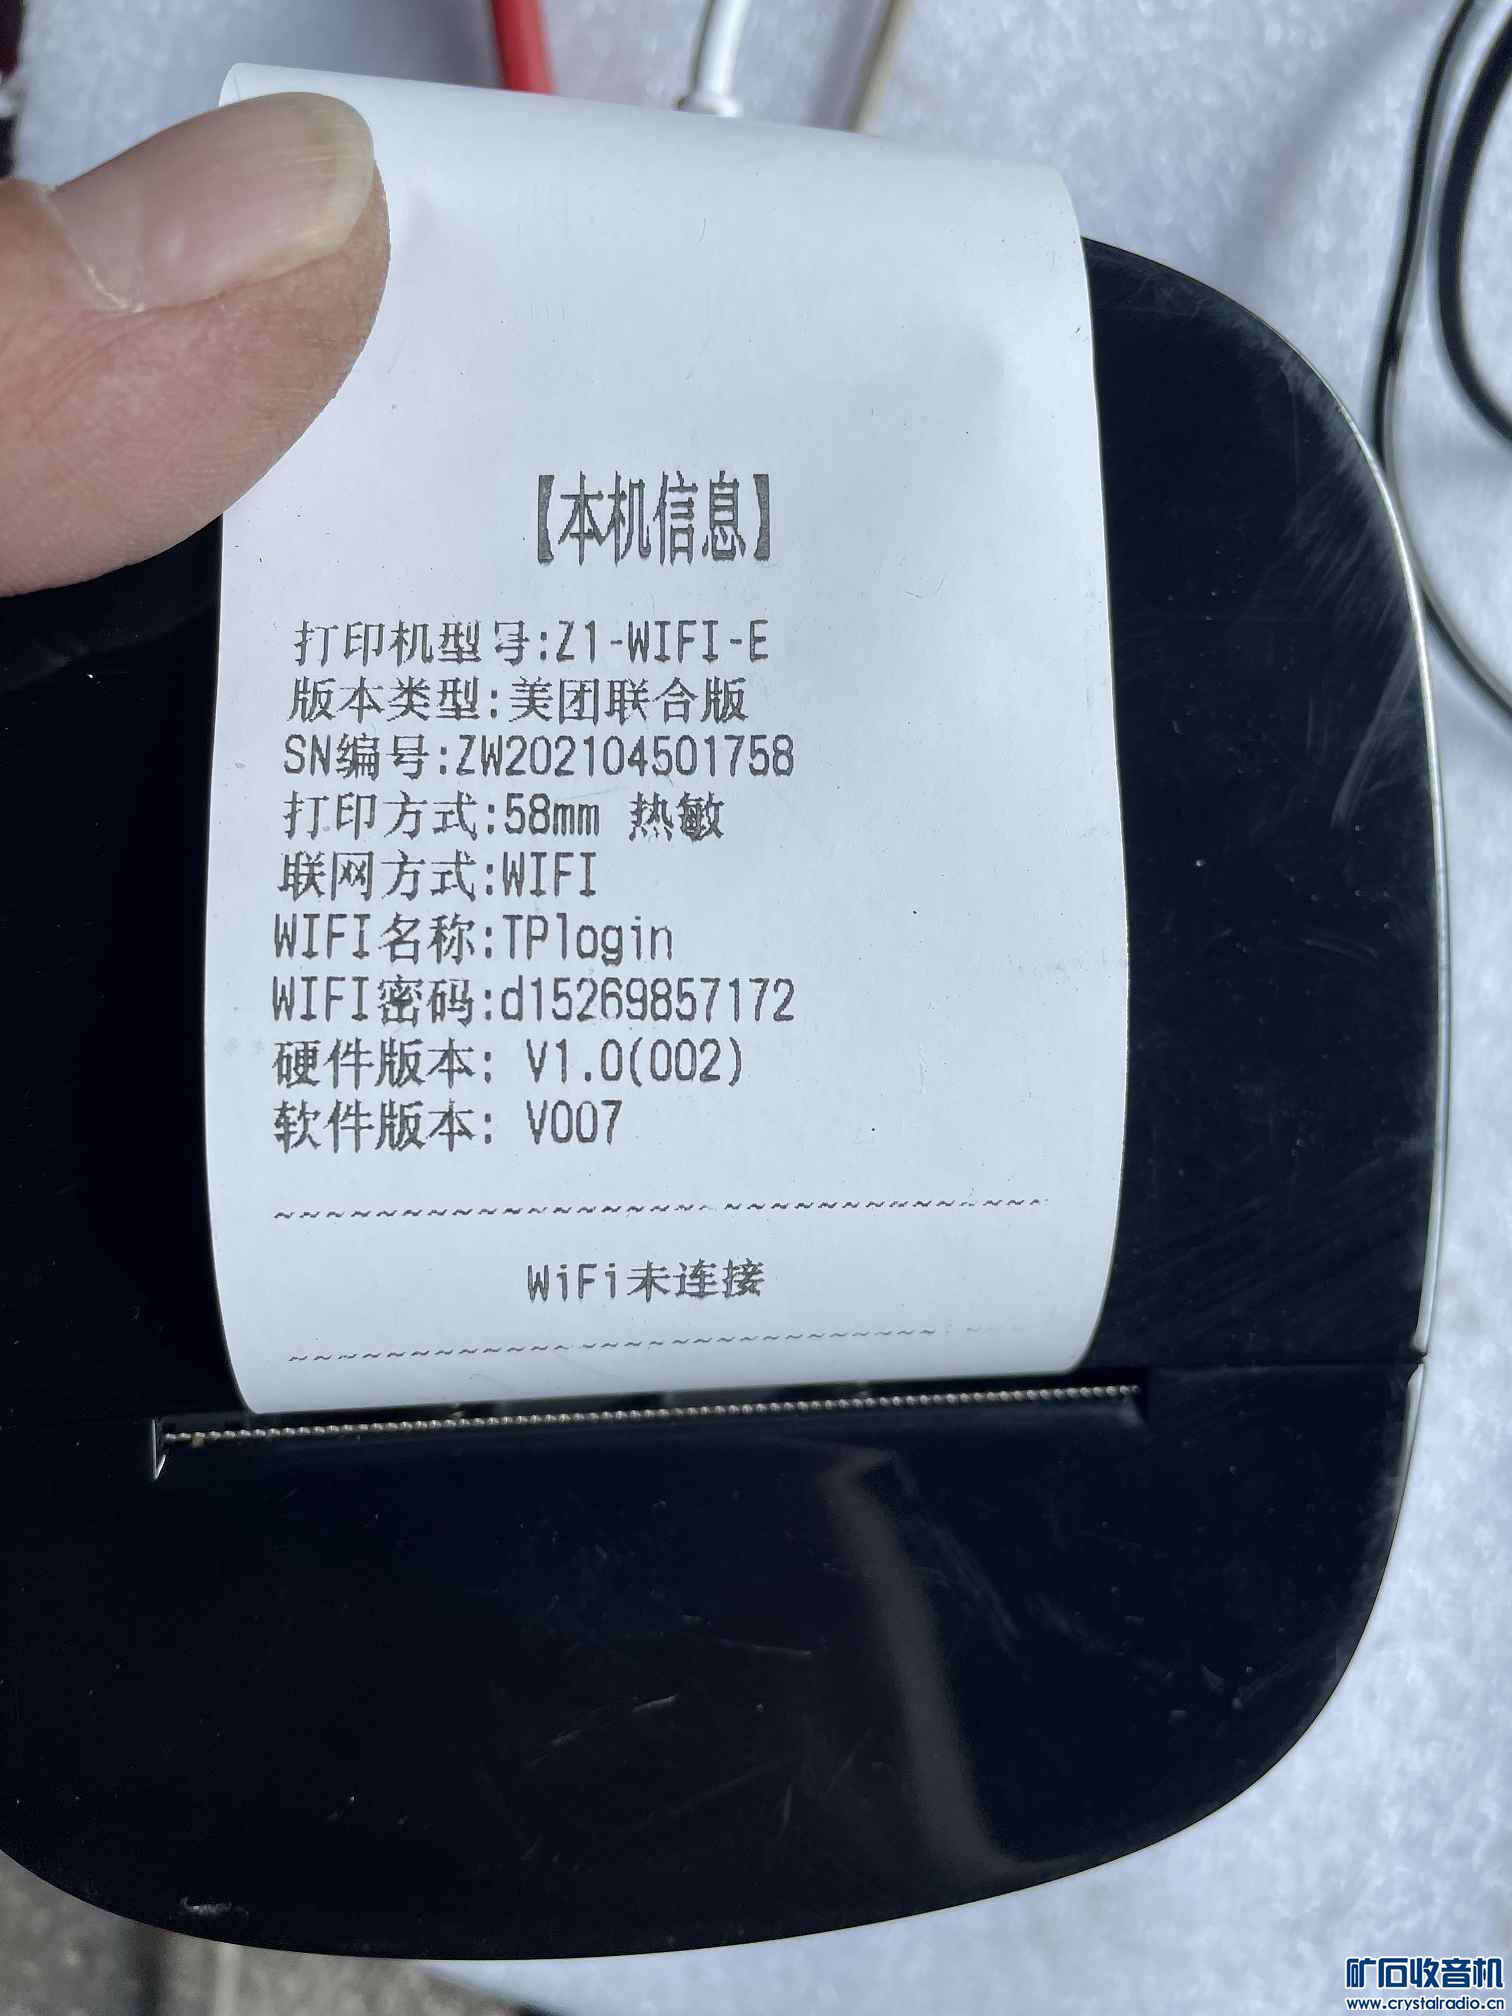 【本机信息】
打印机型号:Z1-WIFI-E
版本类型:美团联合版
SN编号:ZW202104501758
打印方式:58mm 热敏
联网方式:WIFI
WIFI名称:TPlogin
WIFI密码:d15269857172
硬件版本: V1.0(002)
软件版本: V007
~~~~~~~~~~~~~~~~~~~~~~~~~~~~~~~~
WiFi未连接
~~~~~~~~~~~~~~~~~~~~~~~~~~~~~~~~
矿石收音机
www.crystalradio.cn